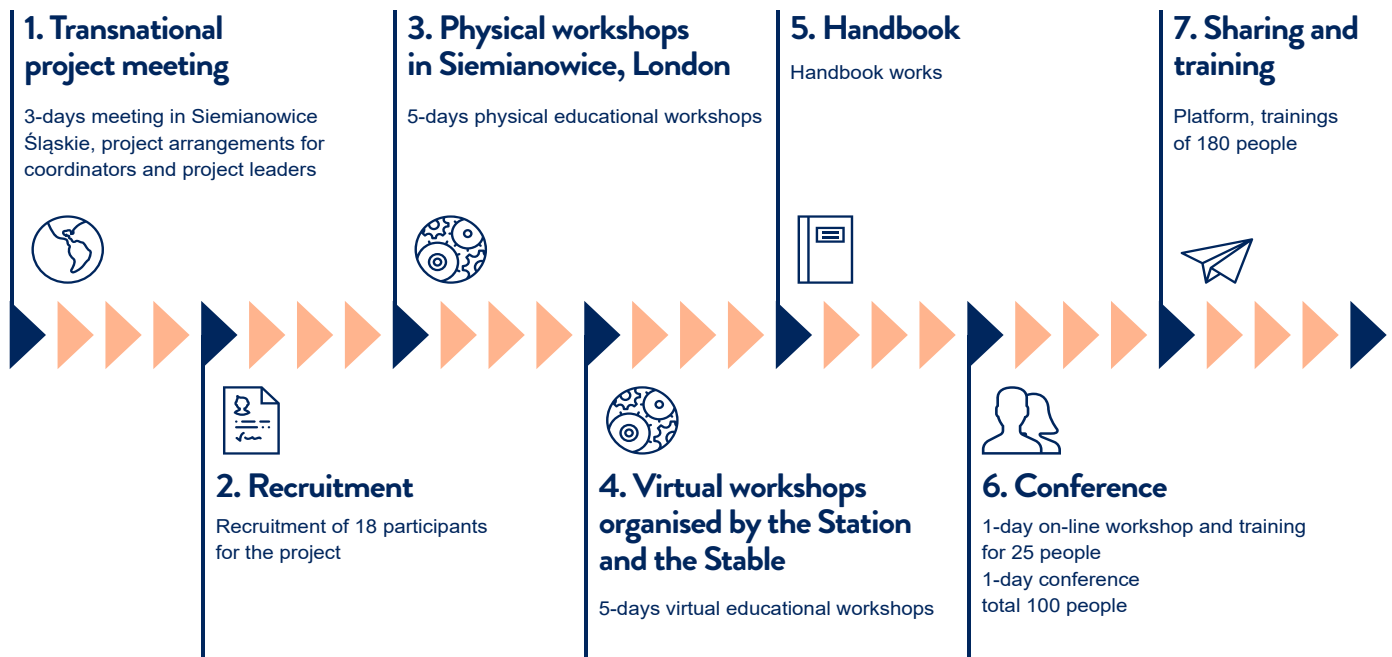 1. Transnational
project meeting
3-days meeting in Siemianowice
Śląskie, project arrangements for
coordinators and project leaders
2. Recruitment
Recruitment of 18 participants
for the project
3. Physical workshops
in Siemianowice, London
5-days physical educational workshops
4. Virtual workshops
organised by the Station
and the Stable
5-days virtual educational workshops
5. Handbook
Handbook works
6. Conference
1-day on-line workshop and training
for 25 people
1-day conference
total 100 people
7. Sharing and
training
Platform, trainings
of 180 people